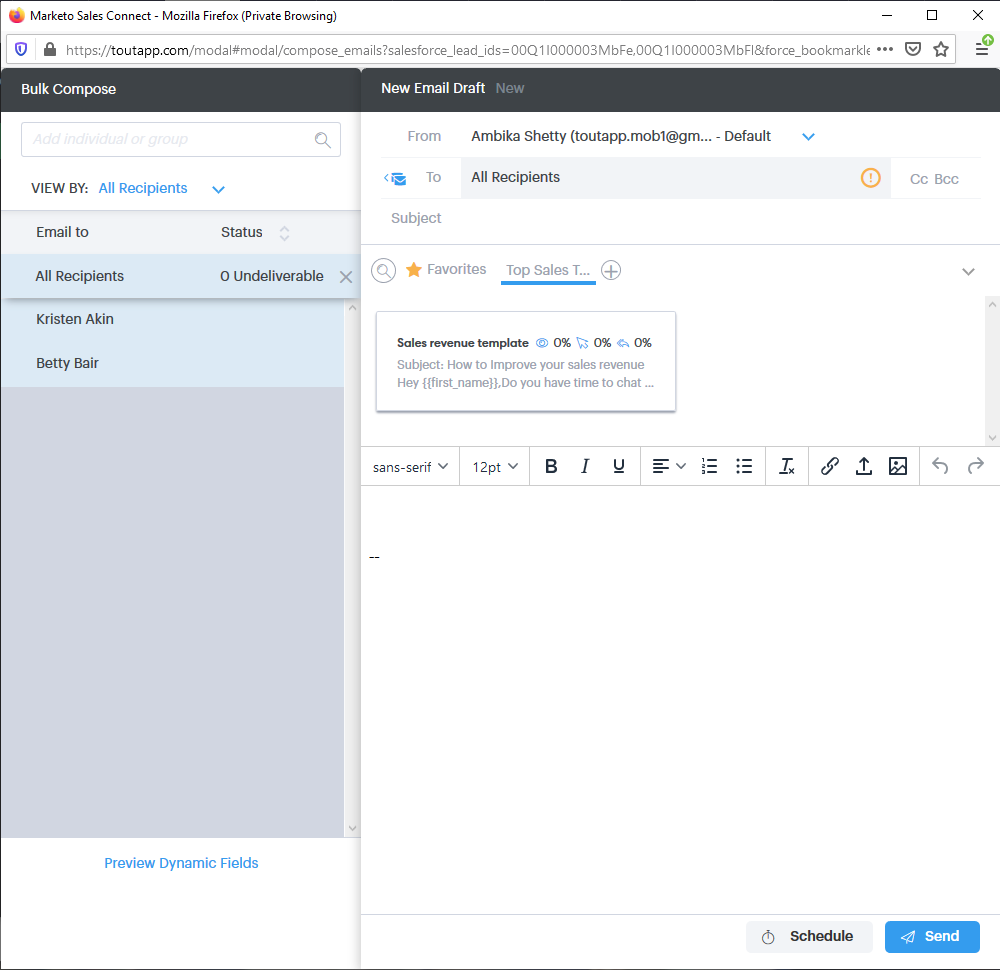 Marketo Sales Connect - Mozilla Firefox (Private Browsing)
https://toutapp.com/modal#modal/compose_emails?salesforce_lead_ids=00Q1I000003MbFe,00Q1I000003MbFl&force_bookmarkle
Bulk Compose
Add individual or group
VIEW BY: All Recipients
Email to Status
All Recipients 0 Undeliverable
Kristen Akin
Betty Bair
Preview Dynamic Fields
New Email Draft New
From Ambika Shetty (toutapp.mob1@gm... - Default
To All Recipients Cc Bcc
Subject
Favorites Top Sales T...
Sales revenue template 0% 0% 0%
Subject: How to Improve your sales revenue
Hey {{first_name}},Do you have time to chat ...
sans-serif 12pt B I U
--
Schedule Send